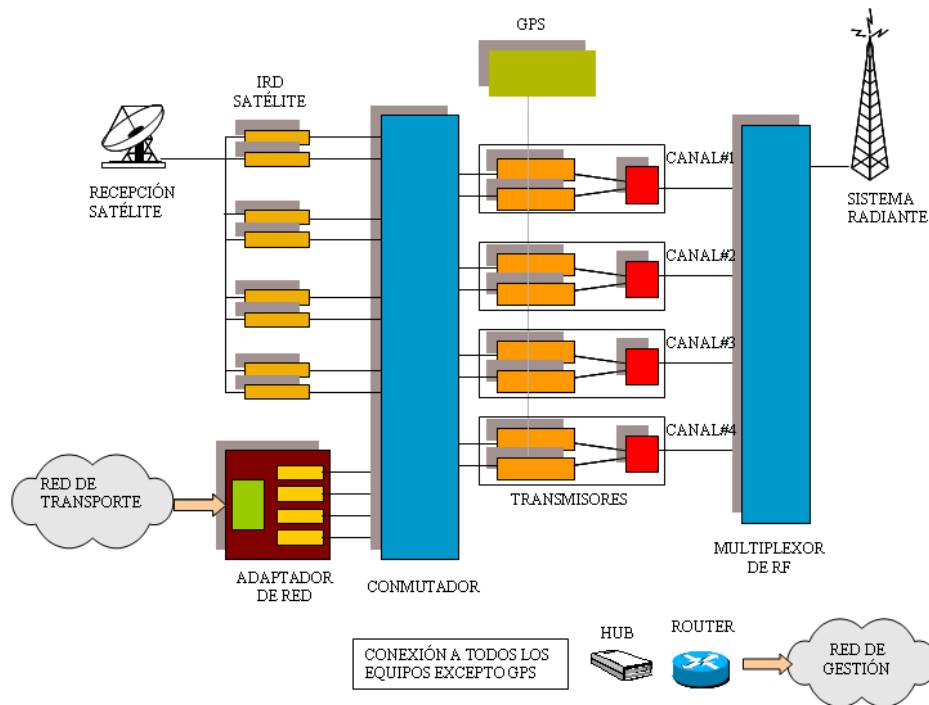 GPS
IRD
SATÉLITE
RECEPCIÓN
SATÉLITE
CANAL#1
SISTEMA
RADIANTE
CANAL#2
CANAL#3
CANAL#4
TRANSMISORES
RED DE
TRANSPORTE
ADAPTADOR
DE RED
CONMUTADOR
MULTIPLEXOR
DE RF
CONEXIÓN A TODOS LOS
EQUIPOS EXCEPTO GPS
HUB
ROUTER
RED DE
GESTIÓN